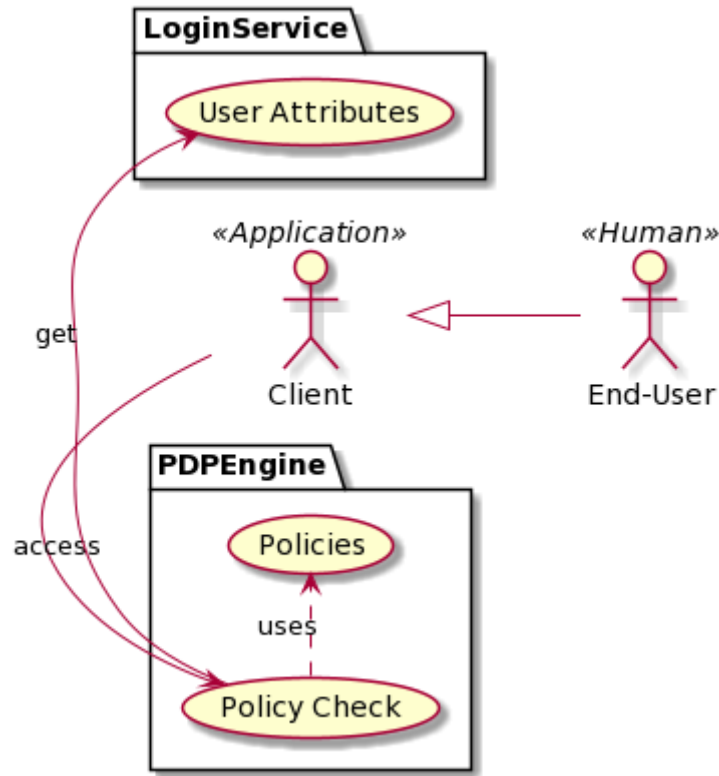 LoginService
User Attributes
«Application»
«Human»
get
Client
End-User
PDPEngine
access
Policies
uses
Policy Check